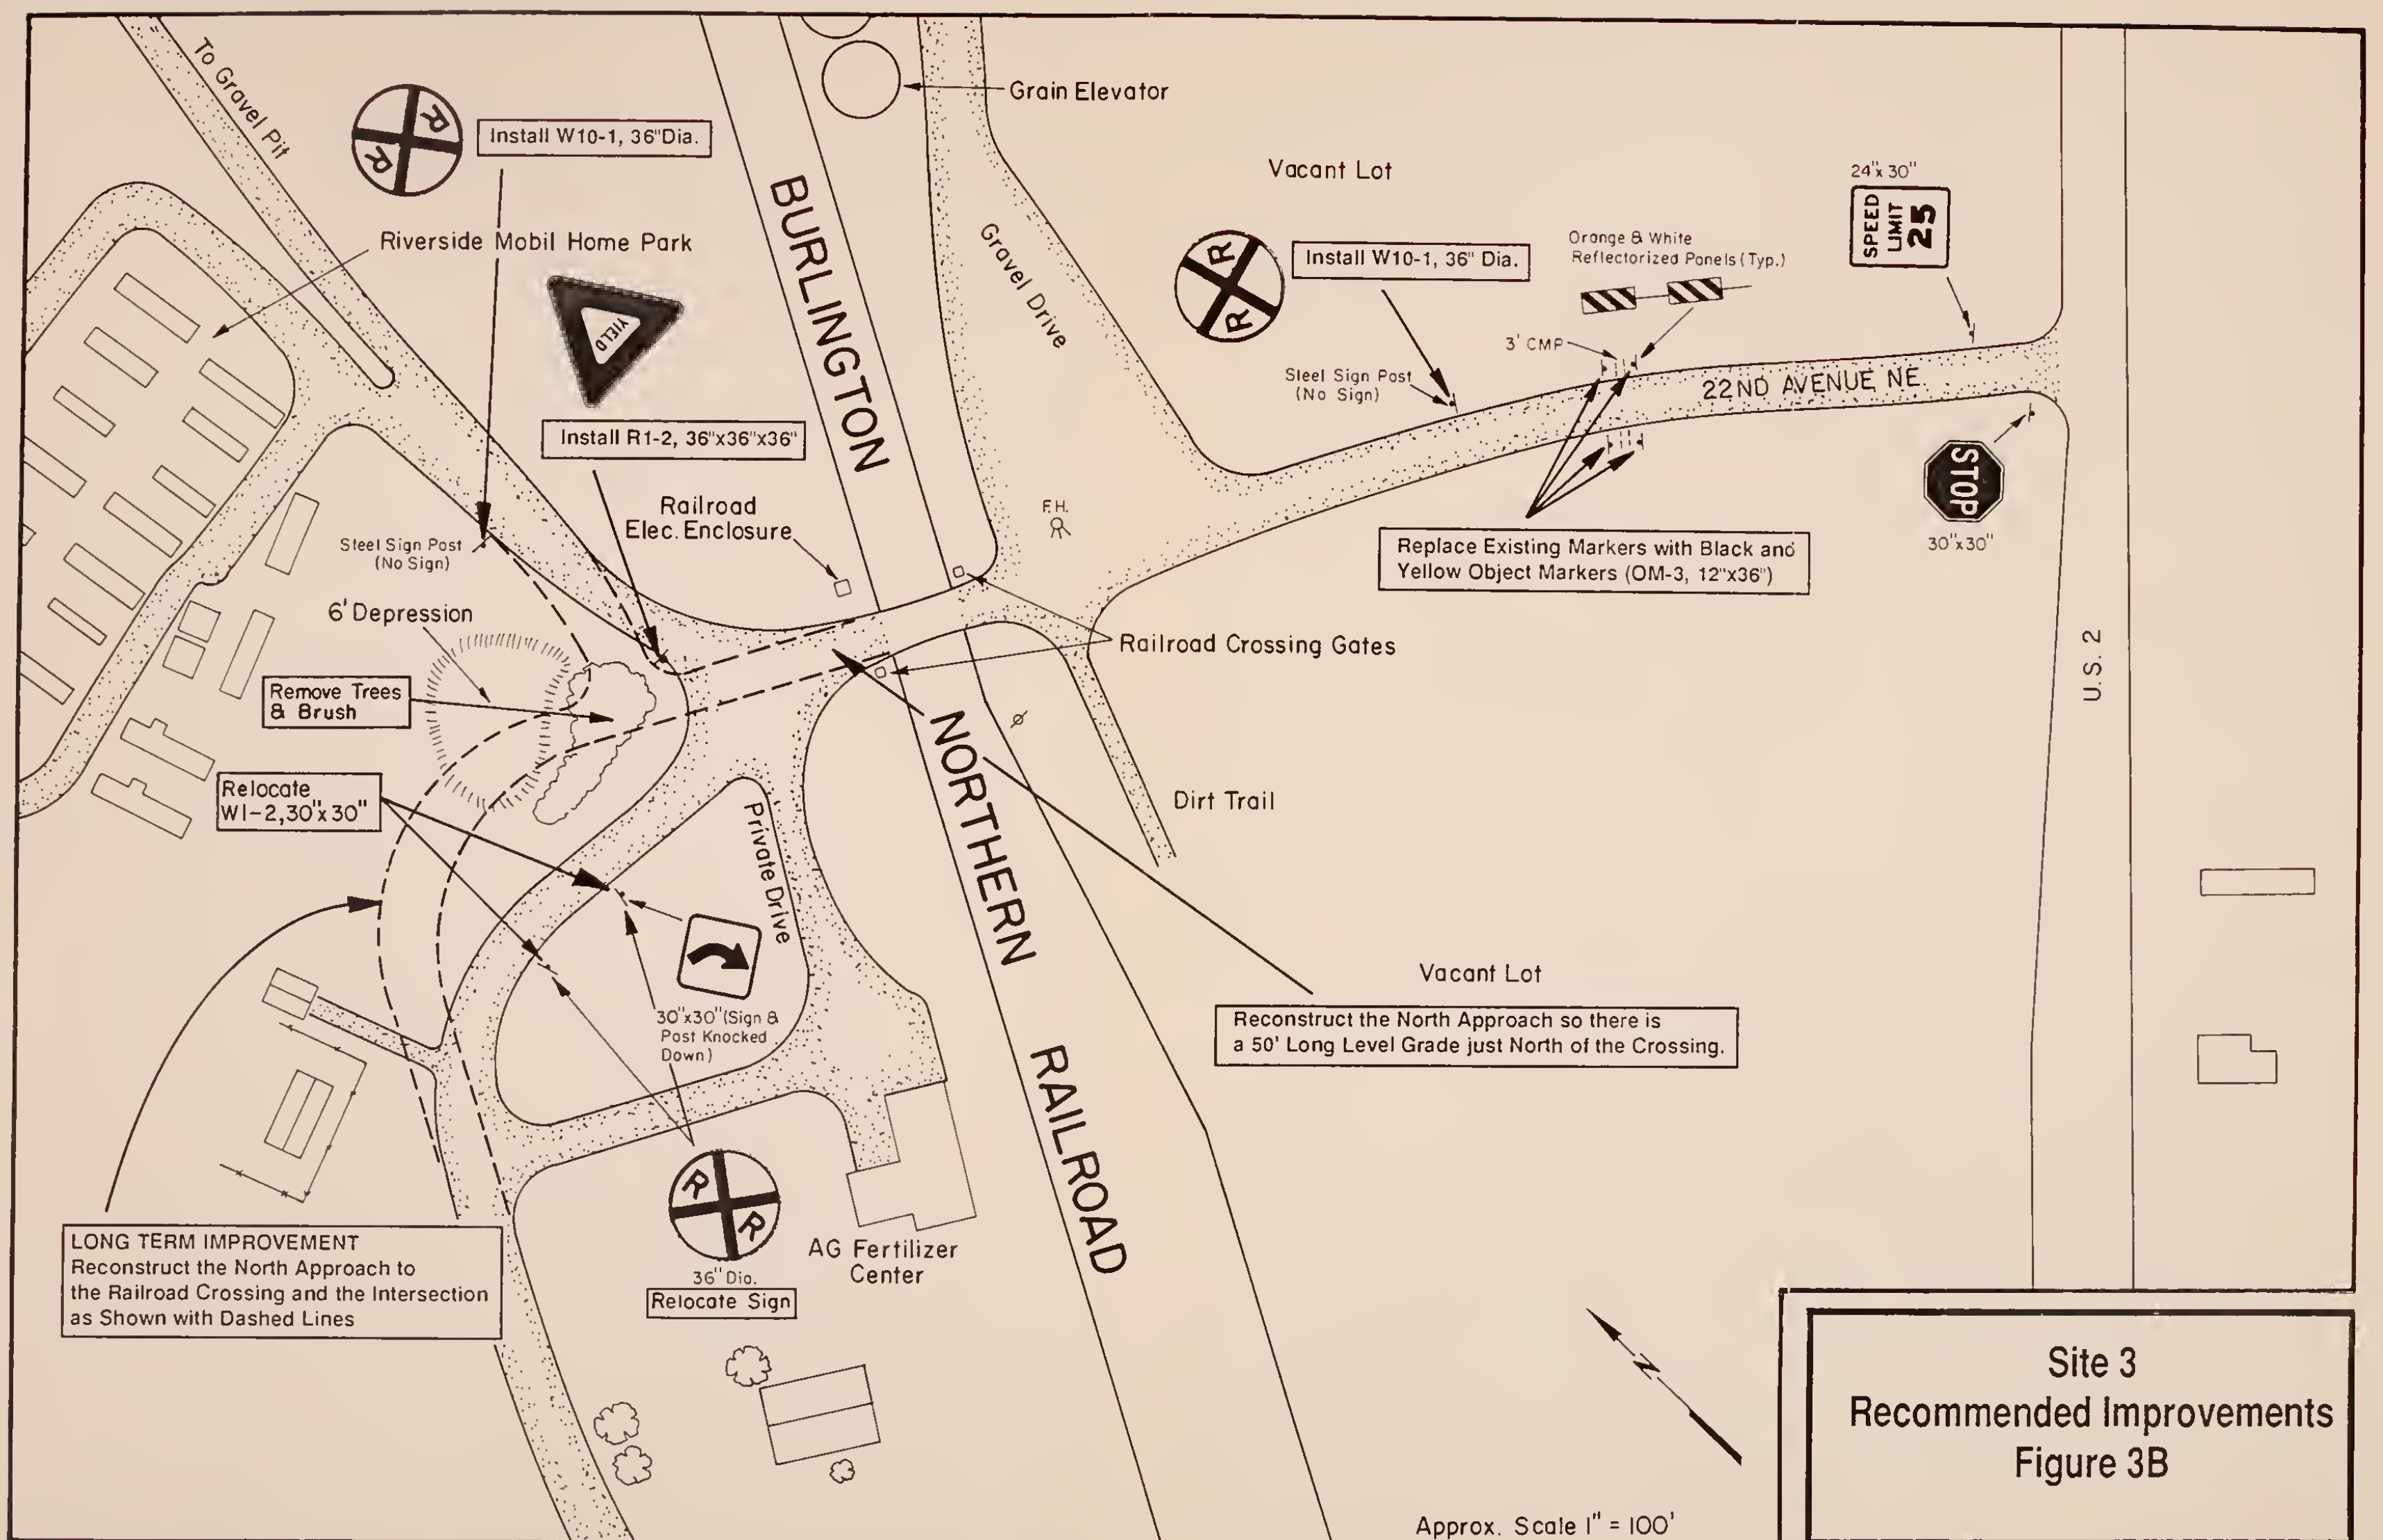 To Gravel Pit
R
R
Install W10-1, 36"Dia.
Grain Elevator
Vacant Lot
24"x 30"
SPEED
LIMIT
25
Riverside Mobil Home Park
BURLINGTON
Gravel Drive
R
R
Install W10-1, 36" Dia.
Orange & White
Reflectorized Panels (Typ.)
YIELD
3' CMP
Steel Sign Post
(No Sign)
22ND AVENUE NE
Install R1-2, 36"x36"x36"
Railroad
Elec. Enclosure
F.H.
STOP
30"x30"
Steel Sign Post
(No Sign)
Replace Existing Markers with Black and
Yellow Object Markers (OM-3, 12"x36")
6' Depression
Railroad Crossing Gates
U.S. 2
Remove Trees
& Brush
NORTHERN
Relocate
W1-2,30"x30"
Private Drive
Dirt Trail
30"x30"(Sign &
Post Knocked
Down)
Vacant Lot
Reconstruct the North Approach so there is
a 50' Long Level Grade just North of the Crossing.
RAILROAD
R
R
36" Dia.
Relocate Sign
AG Fertilizer
Center
LONG TERM IMPROVEMENT
Reconstruct the North Approach to
the Railroad Crossing and the Intersection
as Shown with Dashed Lines
N
Site 3
Recommended Improvements
Figure 3B
Approx. Scale 1" = 100'